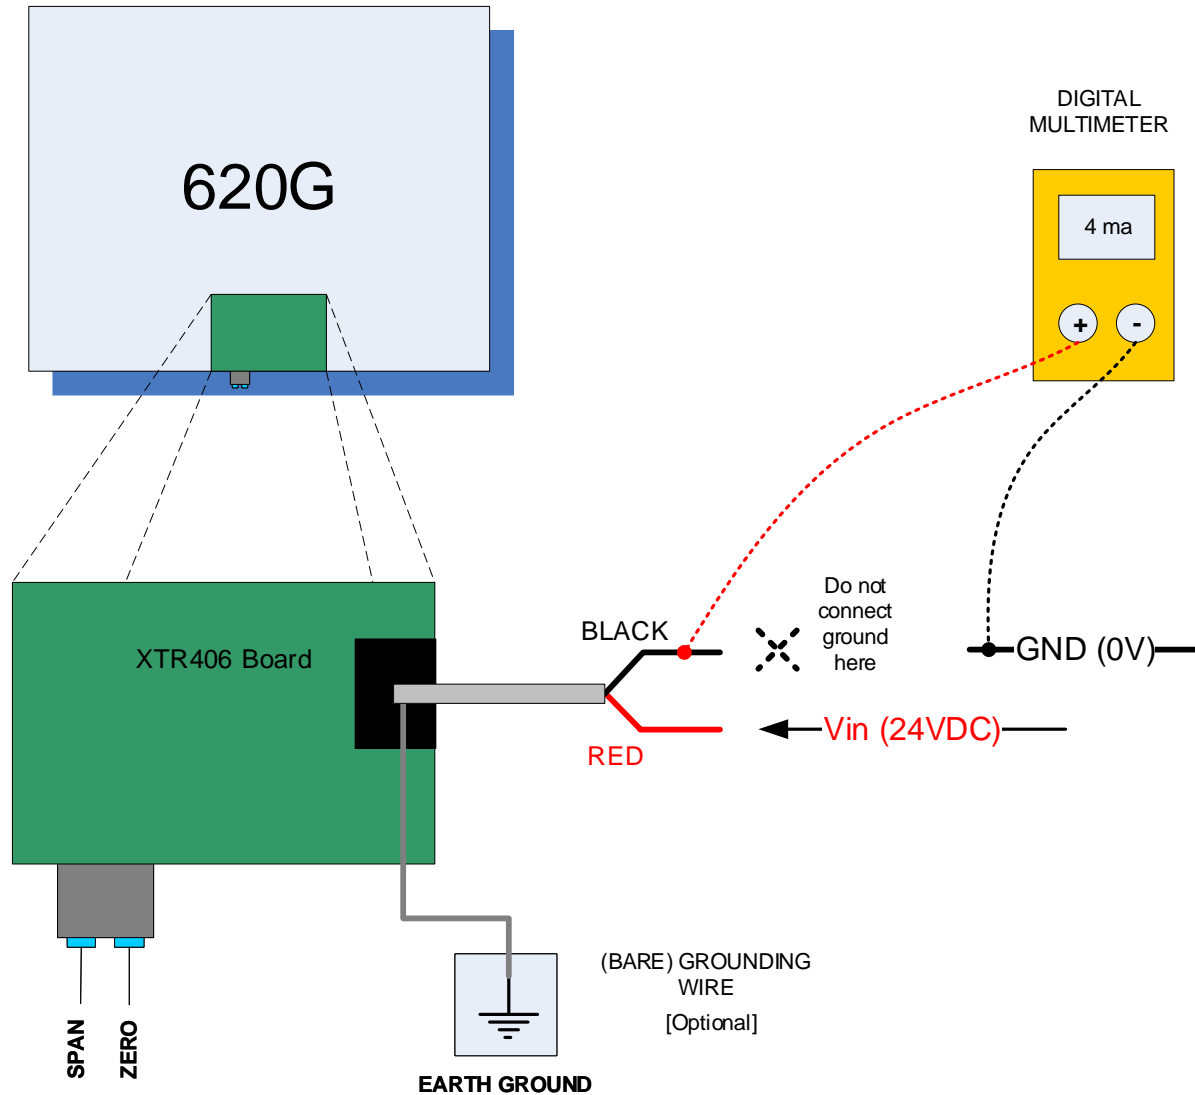 620G
DIGITAL
MULTIMETER
4 ma
+
-
Do not
connect
ground
here
BLACK
XTR406 Board
GND (0V)
Vin (24VDC)
RED
(BARE) GROUNDING
WIRE
[Optional]
SPAN
ZERO
EARTH GROUND